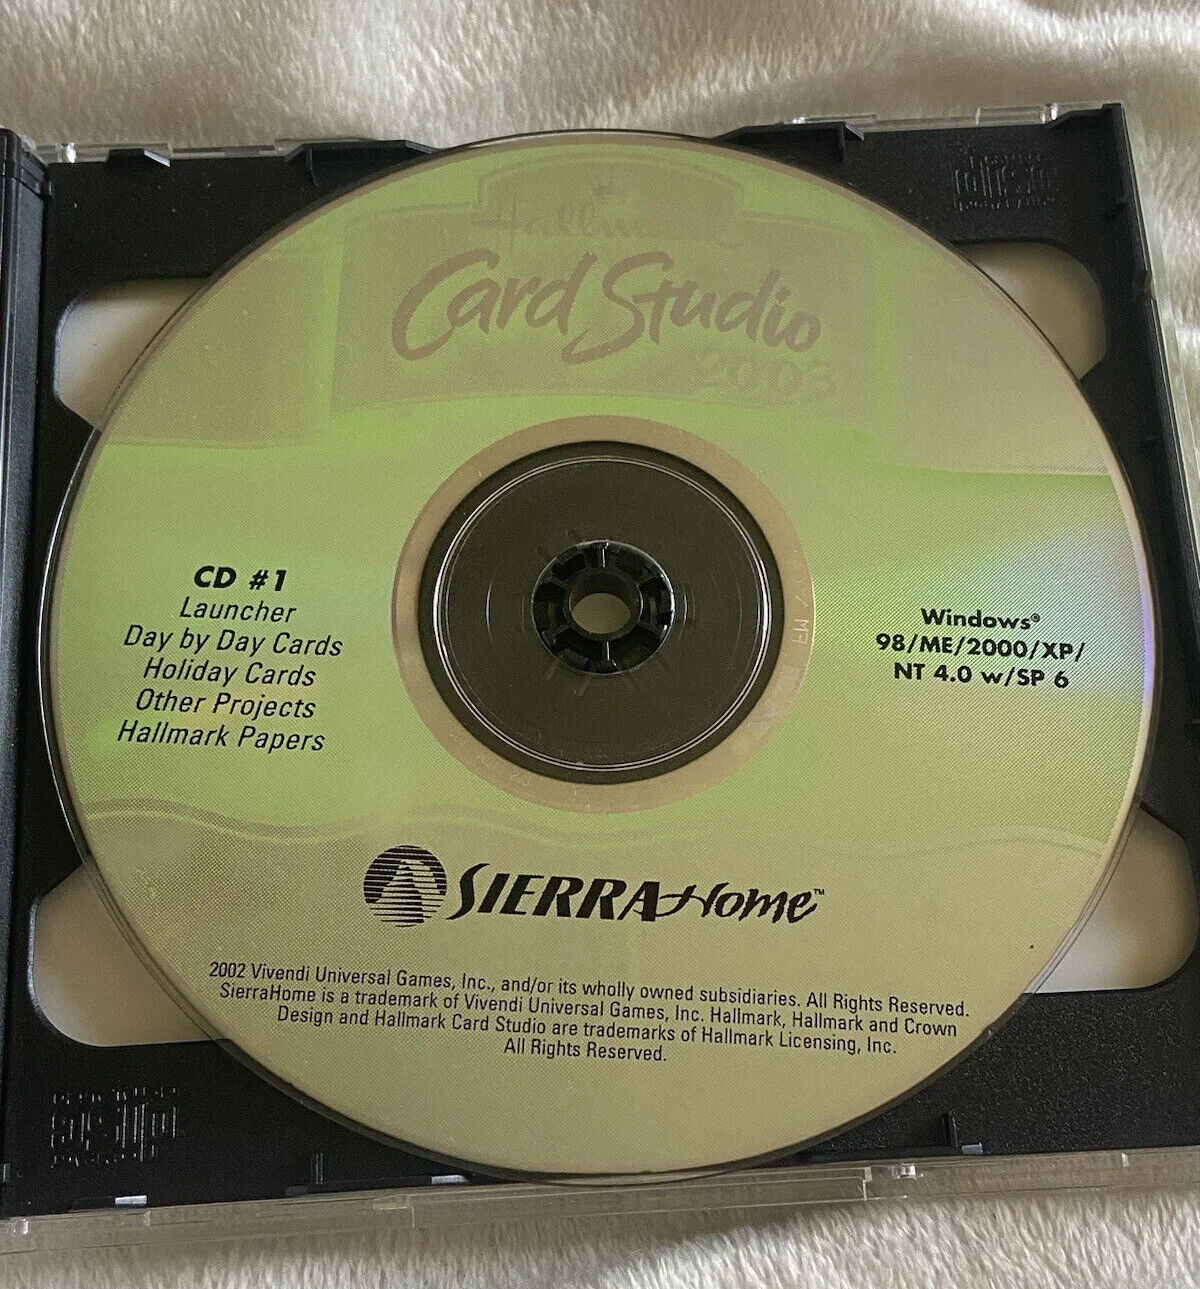 Hallmark
Card Studio
2003
CD #1
Launcher
Day by Day Cards
Holiday Cards
Other Projects
Hallmark Papers
Windows®
98/ME/2000/XP/
NT 4.0 w/SP 6
SIERRA Home™
2002 Vivendi Universal Games, Inc., and/or its wholly owned subsidiaries. All Rights Reserved.
SierraHome is a trademark of Vivendi Universal Games, Inc. Hallmark, Hallmark and Crown
Design and Hallmark Card Studio are trademarks of Hallmark Licensing, Inc.
All Rights Reserved.